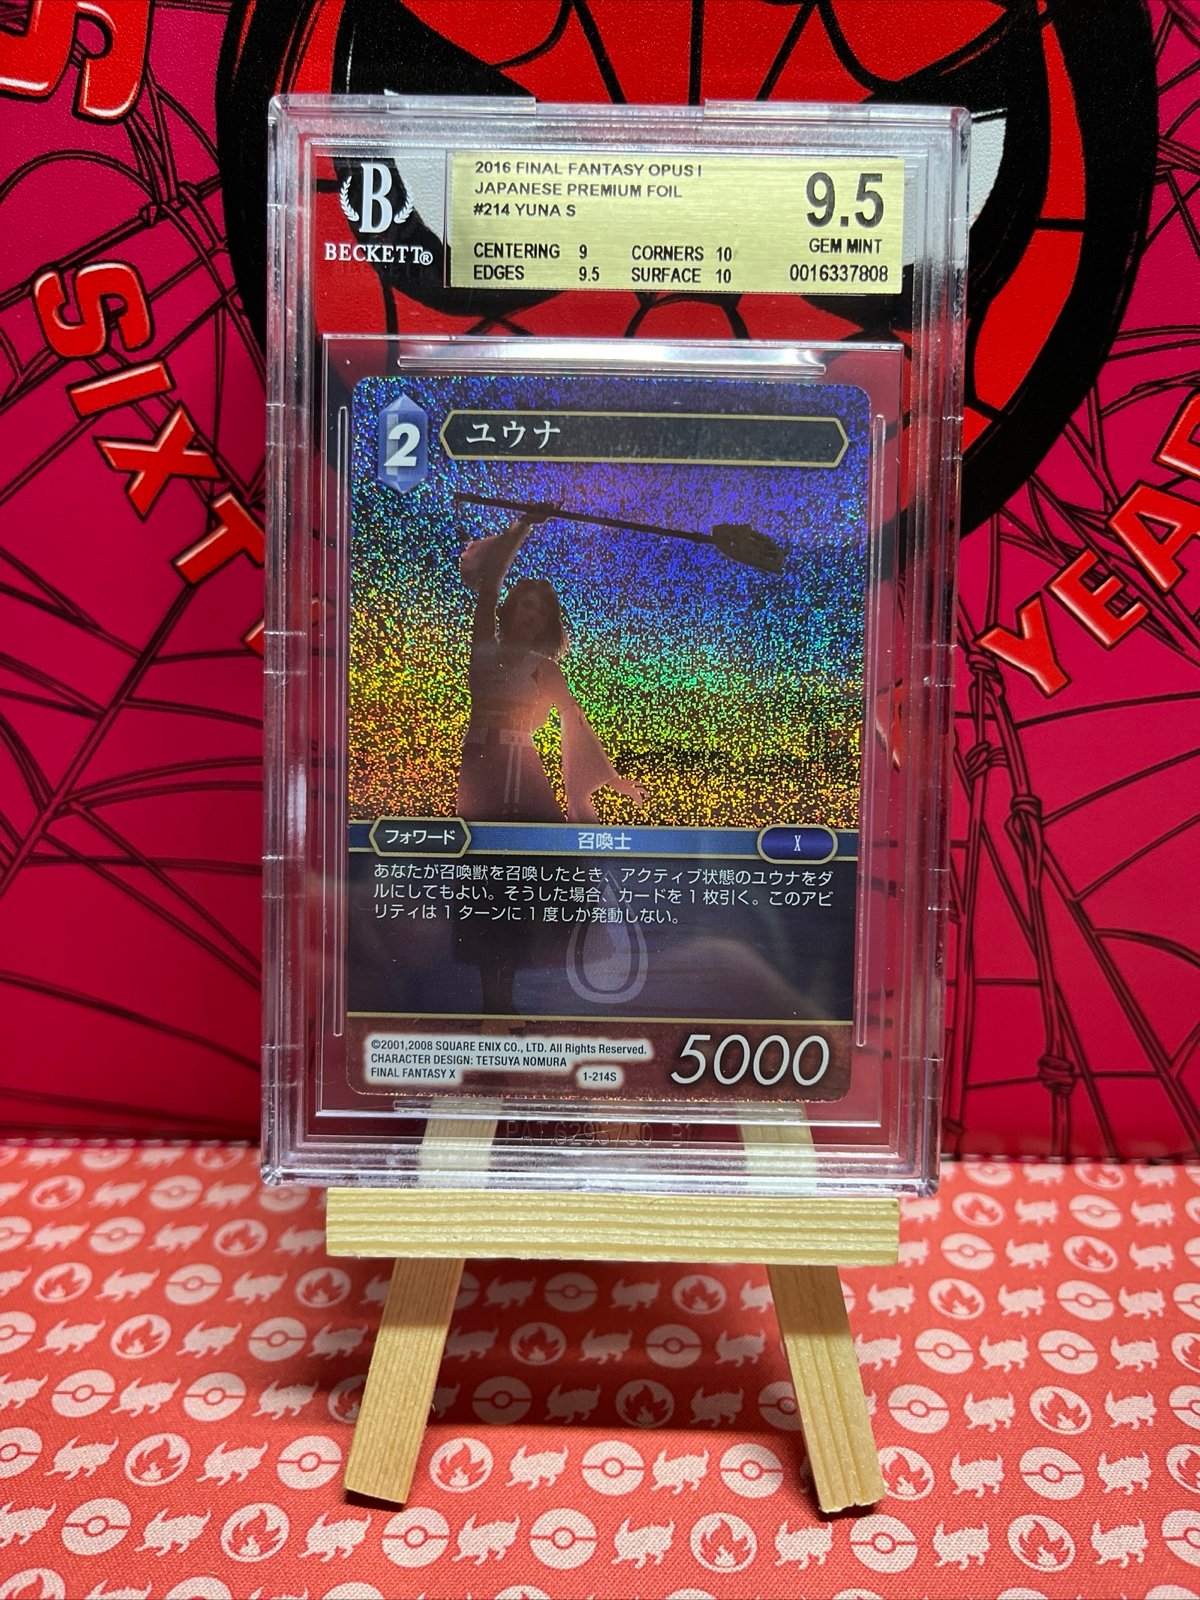 SIXTY YEAR
B
BECKETT®
2016 FINAL FANTASY OPUS I
JAPANESE PREMIUM FOIL
#214 YUNA S
CENTERING 9 CORNERS 10
EDGES 9.5 SURFACE 10
9.5
GEM MINT
0016337808
2
ユウナ
フォワード
召喚士
X
あなたが召喚獣を召喚したとき、アクティブ状態のユウナをダ
ルにしてもよい。そうした場合、カードを1枚引く。このアビ
リティは1ターンに1度しか発動しない。
©2001,2008 SQUARE ENIX CO., LTD. All Rights Reserved.
CHARACTER DESIGN: TETSUYA NOMURA
FINAL FANTASY X
1-214S
5000